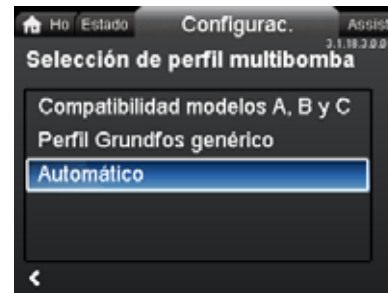 Ho Estado Configurac. Assist
3.1.18.3.0.0
Selección de perfil multibomba
Compatibilidad modelos A, B y C
Perfil Grundfos genérico
Automático